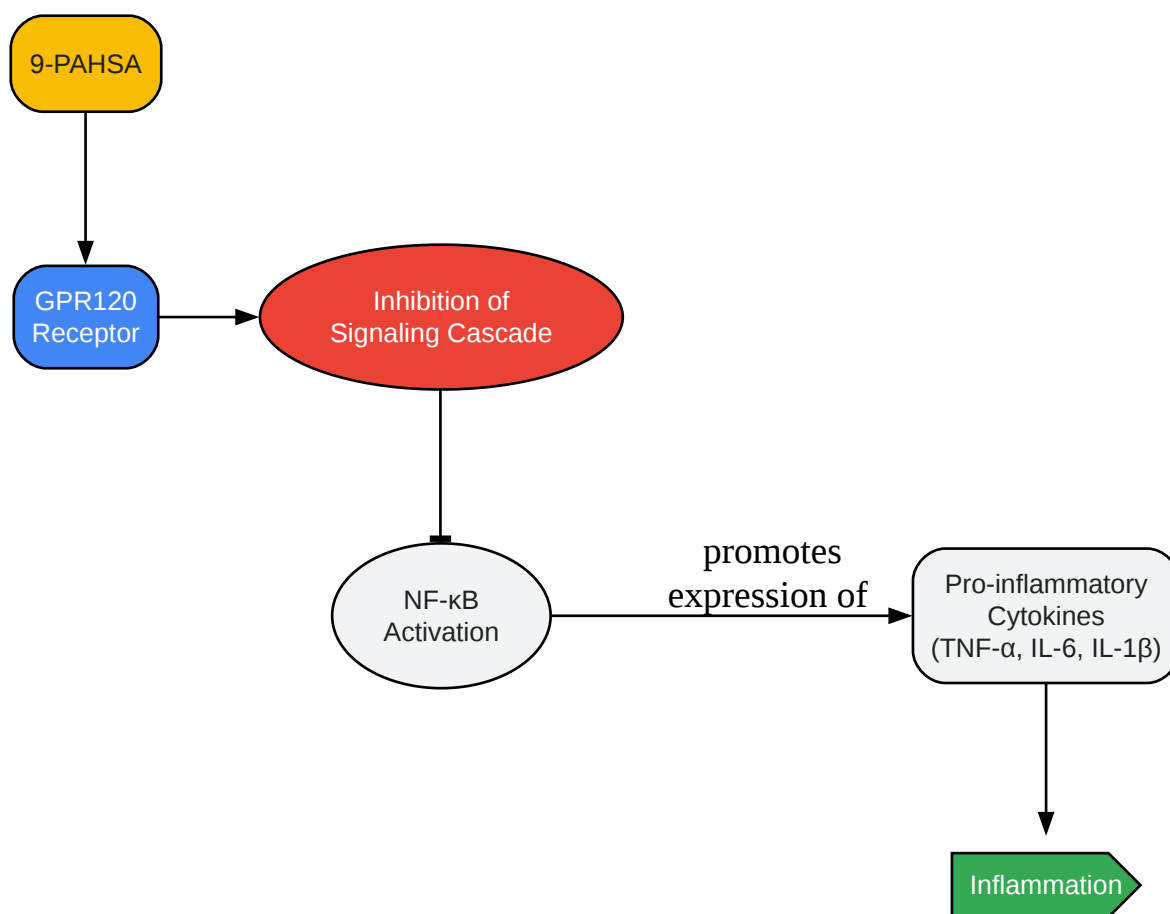 9-PAHSA
GPR120
Receptor
Inhibition of
Signaling Cascade
NF-κB
Activation
promotes
expression of
Pro-inflammatory
Cytokines
(TNF-α, IL-6, IL-1β)
Inflammation